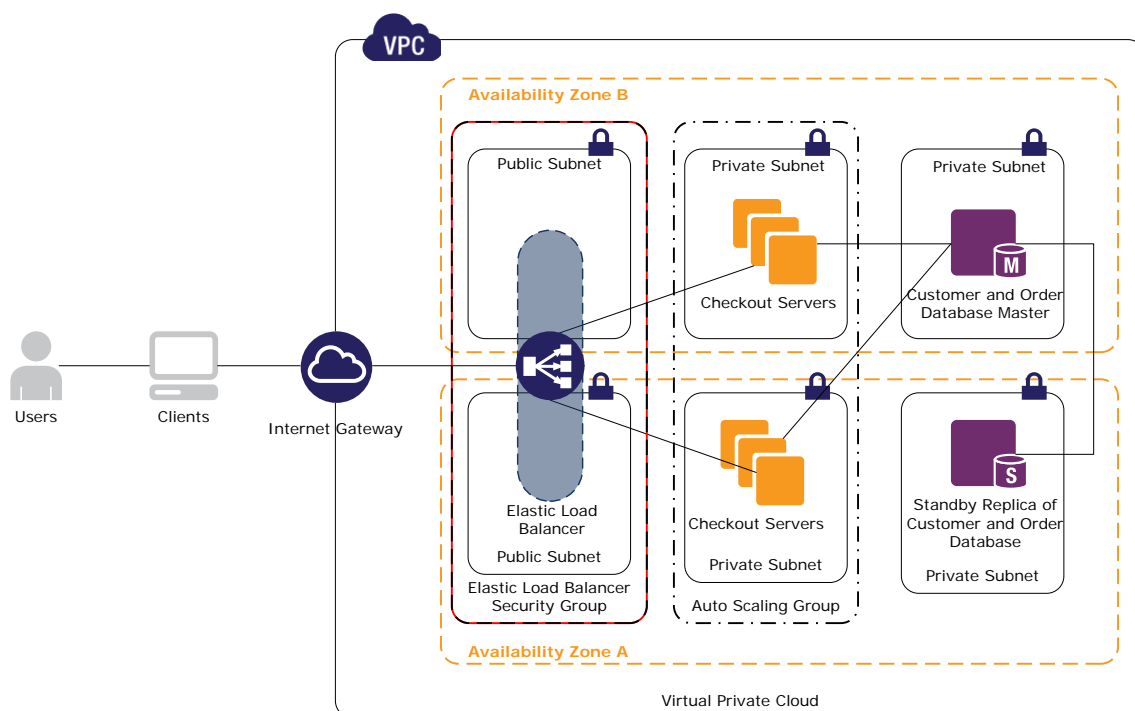 VPC
Availability Zone B
Public Subnet
Private Subnet
Private Subnet
M
Checkout Servers
Customer and Order
Database Master
Users
Clients
Internet Gateway
S
Elastic Load
Balancer
Public Subnet
Checkout Servers
Private Subnet
Standby Replica of
Customer and Order
Database
Private Subnet
Elastic Load Balancer
Security Group
Auto Scaling Group
Availability Zone A
Virtual Private Cloud